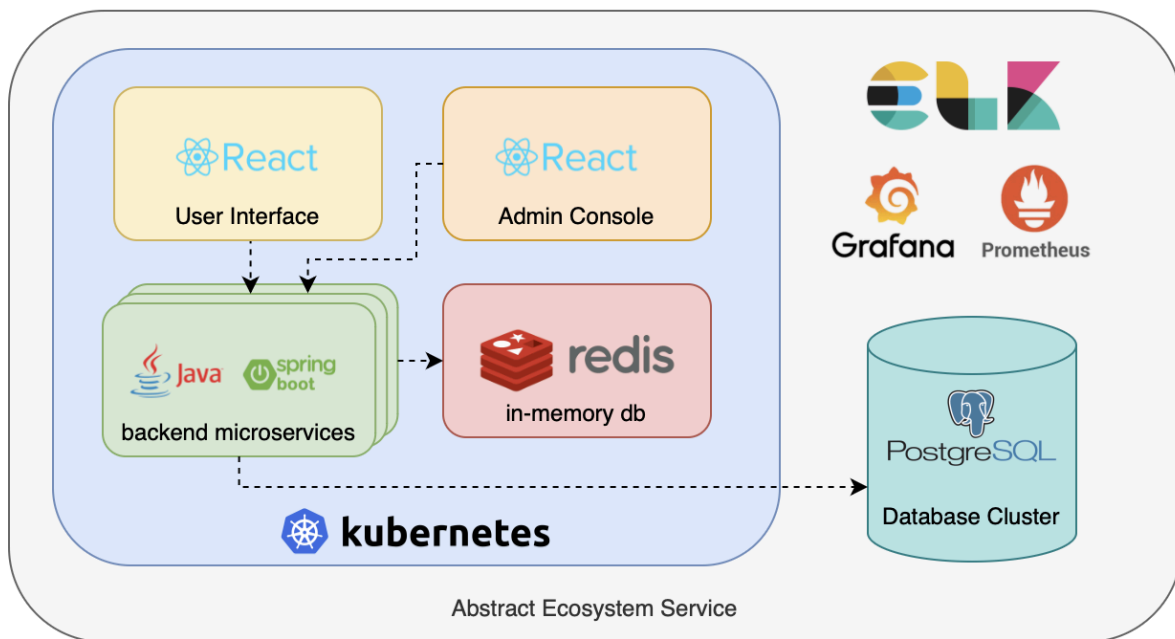 React
User Interface
React
Admin Console
ELK
Grafana
Prometheus
Java
spring
boot
backend microservices
redis
in-memory db
PostgreSQL
Database Cluster
kubernetes
Abstract Ecosystem Service